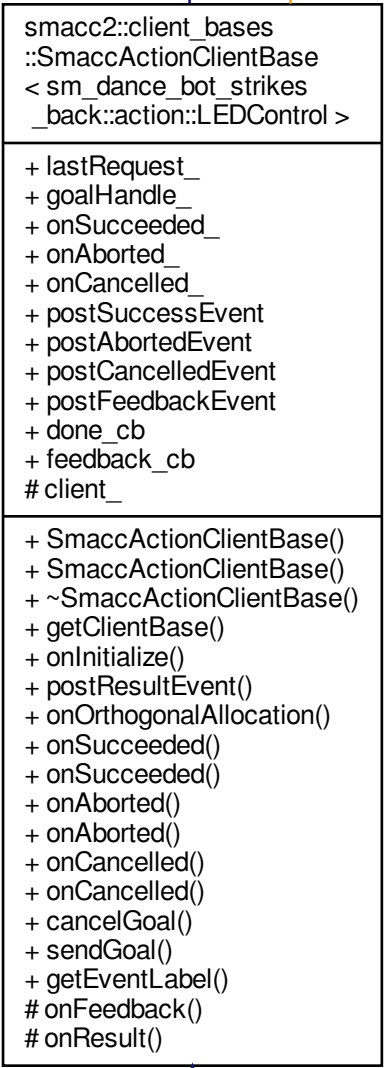 smacc2::client_bases
::SmaccActionClientBase
< sm_dance_bot_strikes
_back::action::LEDControl >
+ lastRequest_
+ goalHandle_
+ onSucceeded_
+ onAborted_
+ onCancelled_
+ postSuccessEvent
+ postAbortedEvent
+ postCancelledEvent
+ postFeedbackEvent
+ done_cb
+ feedback_cb
# client_
+ SmaccActionClientBase()
+ SmaccActionClientBase()
+ ~SmaccActionClientBase()
+ getClientBase()
+ onInitialize()
+ postResultEvent()
+ onOrthogonalAllocation()
+ onSucceeded()
+ onSucceeded()
+ onAborted()
+ onAborted()
+ onCancelled()
+ onCancelled()
+ cancelGoal()
+ sendGoal()
+ getEventLabel()
# onFeedback()
# onResult()